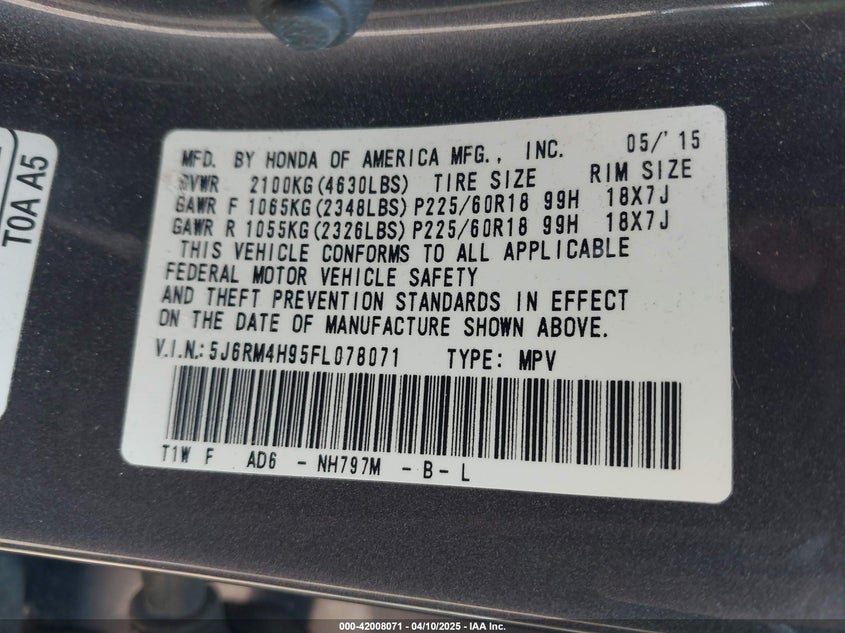 MFD. BY HONDA OF AMERICA MFG., INC. 05/'15
GVWR 2100KG(4630LBS) TIRE SIZE RIM SIZE
GAWR F 1065KG(2348LBS) P225/60R18 99H 18X7J
GAWR R 1055KG(2326LBS) P225/60R18 99H 18X7J
THIS VEHICLE CONFORMS TO ALL APPLICABLE
FEDERAL MOTOR VEHICLE SAFETY
AND THEFT PREVENTION STANDARDS IN EFFECT
ON THE DATE OF MANUFACTURE SHOWN ABOVE.
V.I.N.: 5J6RM4H95FL078071 TYPE: MPV
T1W F AD6 - NH797M - B - L
T0A A5
000-42008071 | 04/10/2025 - IAA Inc.